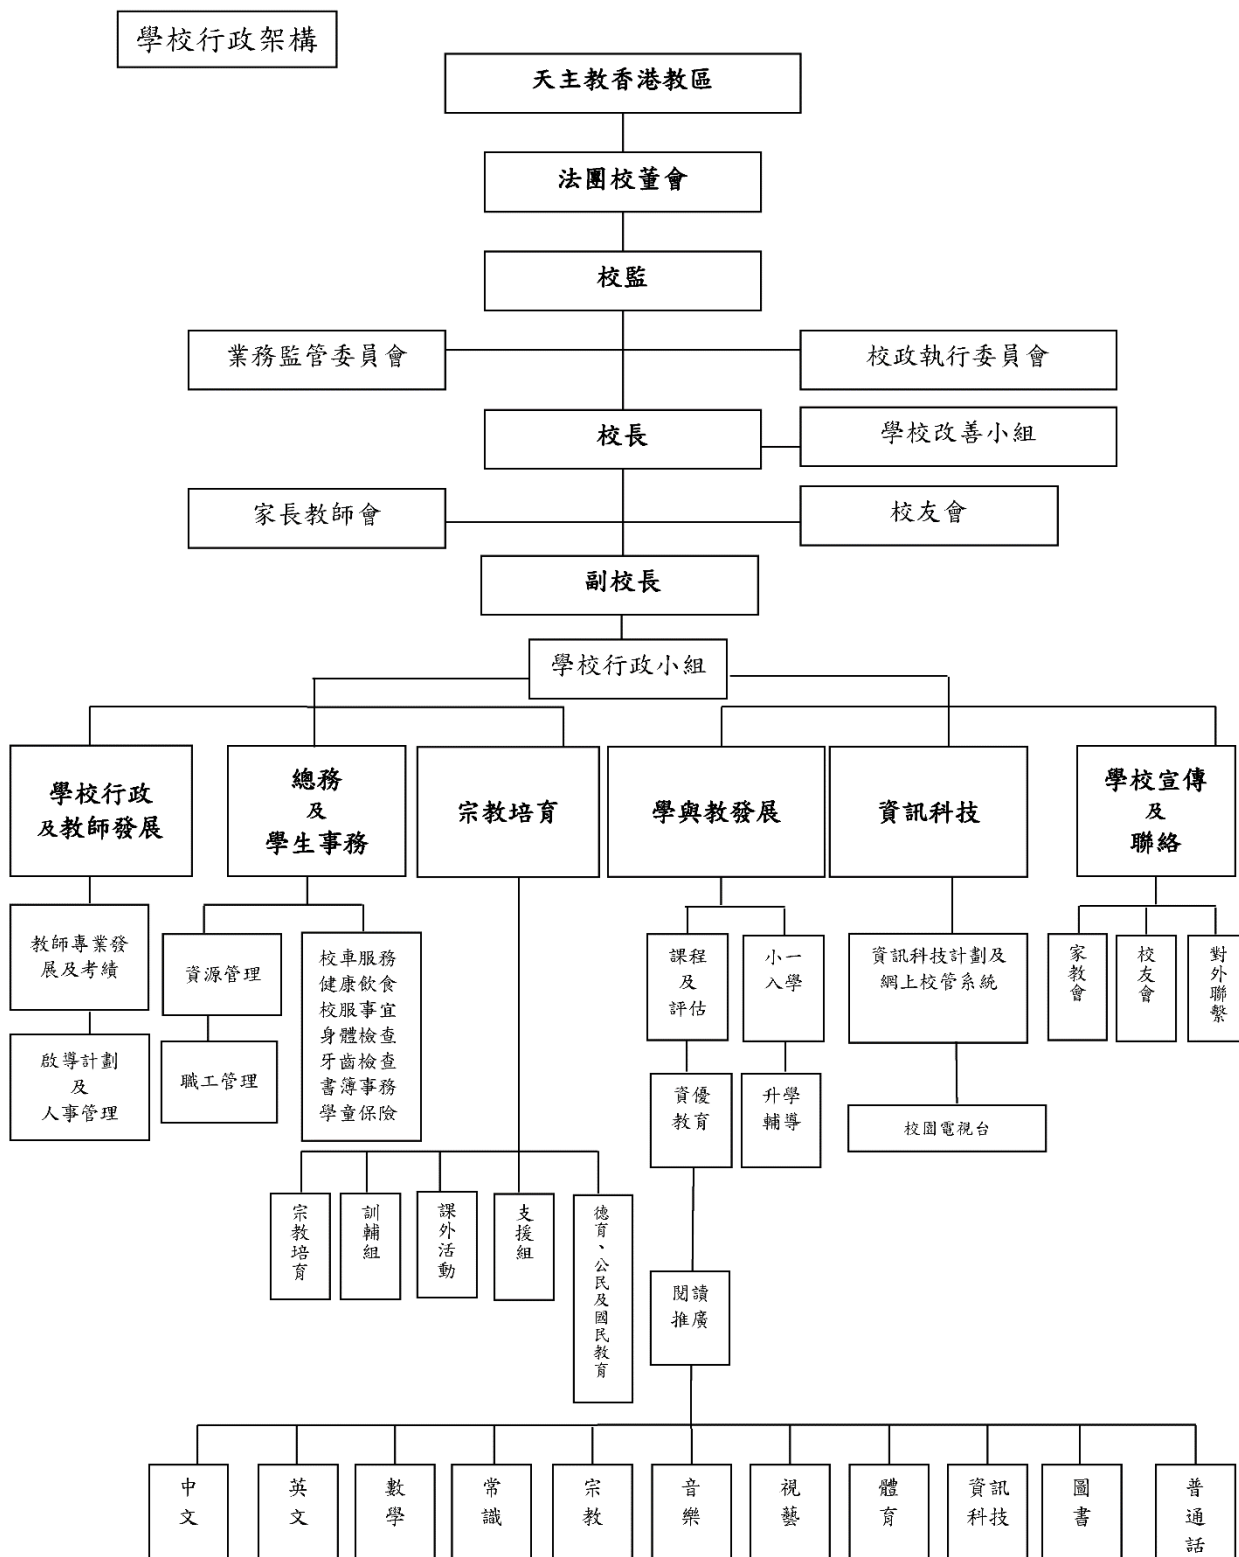 學校行政架構
天主教香港教區
法團校董會
校監
業務監管委員會
校政執行委員會
校長
學校改善小組
家長教師會
校友會
副校長
學校行政小組
學校行政
及教師發展
總務
及
學生事務
宗教培育
學與教發展
資訊科技
學校宣傳
及
聯絡
教師專業發
展及考績
資源管理
校車服務
健康飲食
校服事宜
身體檢查
牙齒檢查
書簿事務
學童保險
課程
及
評估
小一
入學
資訊科技計劃及
網上校管系統
家教會
校友會
對外聯繫
啟導計劃
及
人事管理
職工管理
資優
教育
升學
輔導
校園電視台
宗教培育
訓輔組
課外活動
支援組
德育、公民及國民教育
閱讀
推廣
中文
英文
數學
常識
宗教
音樂
視藝
體育
資訊
科技
圖書
普通話